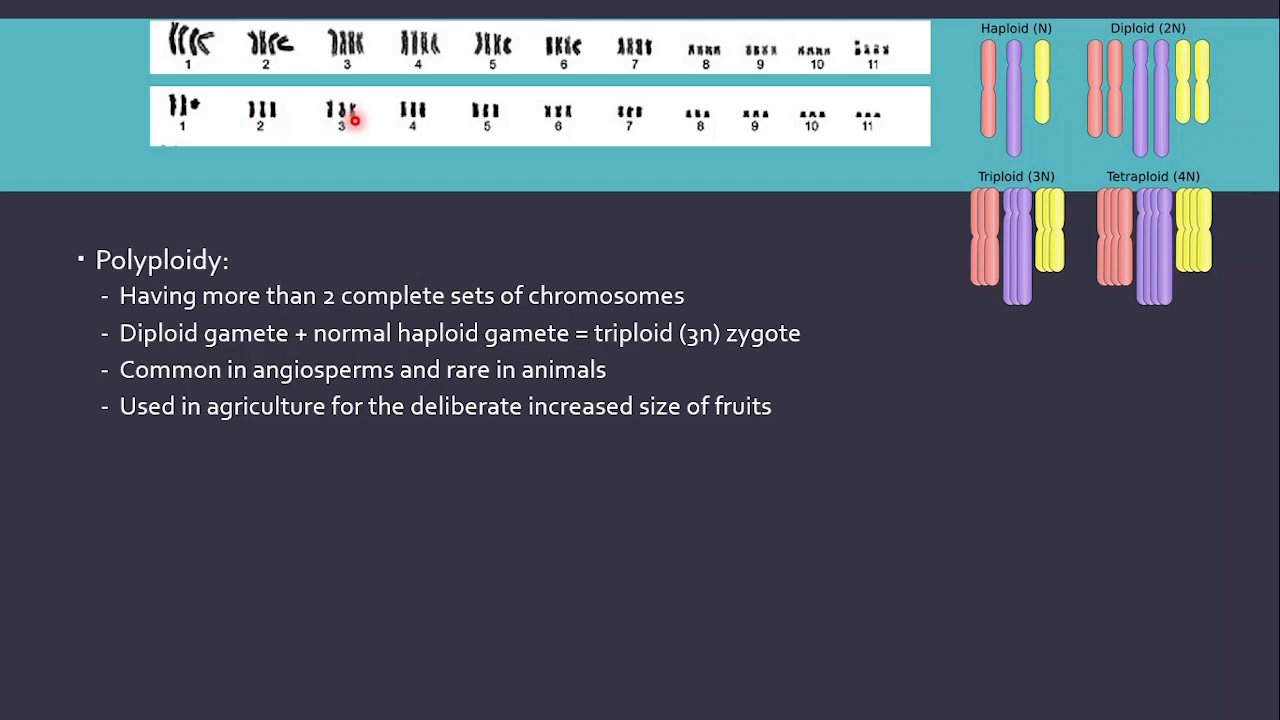 1 2 3 4 5 6 7 8 9 10 11
1 2 3 4 5 6 7 8 9 10 11
Haploid (N) Diploid (2N)
Triploid (3N) Tetraploid (4N)
▪ Polyploidy:
- Having more than 2 complete sets of chromosomes
- Diploid gamete + normal haploid gamete = triploid (3n) zygote
- Common in angiosperms and rare in animals
- Used in agriculture for the deliberate increased size of fruits